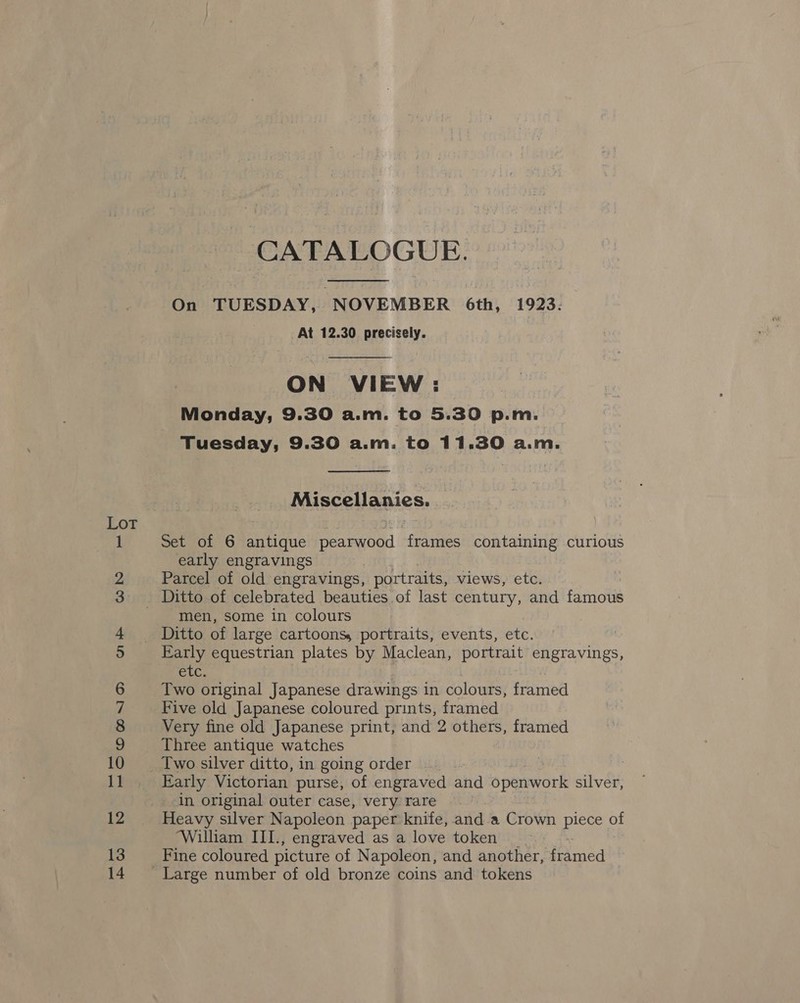 CATALOGUE.
On TUESDAY, NOVEMBER 6th, 1923.
At 12.30 precisely.
ON VIEW :
Monday, 9.30 a.m. to 5.30 p.m.
Tuesday, 9.30 a.m. to 11.30 a.m.
Miscellanies.
LOT
1 Set of 6 antique pearwood frames containing curious
early engravings
2 Parcel of old engravings, portraits, views, etc.
3 Ditto of celebrated beauties of last century, and famous
men, some in colours
4 Ditto of large cartoons, portraits, events, etc.
5 Early equestrian plates by Maclean, portrait engravings,
etc.
6 Two original Japanese drawings in colours, framed
7 Five old Japanese coloured prints, framed
8 Very fine old Japanese print, and 2 others, framed
9 Three antique watches
10 Two silver ditto, in going order
11 Early Victorian purse, of engraved and openwork silver,
in original outer case, very rare
12 Heavy silver Napoleon paper knife, and a Crown piece of
William III., engraved as a love token
13 Fine coloured picture of Napoleon, and another, framed
14 Large number of old bronze coins and tokens